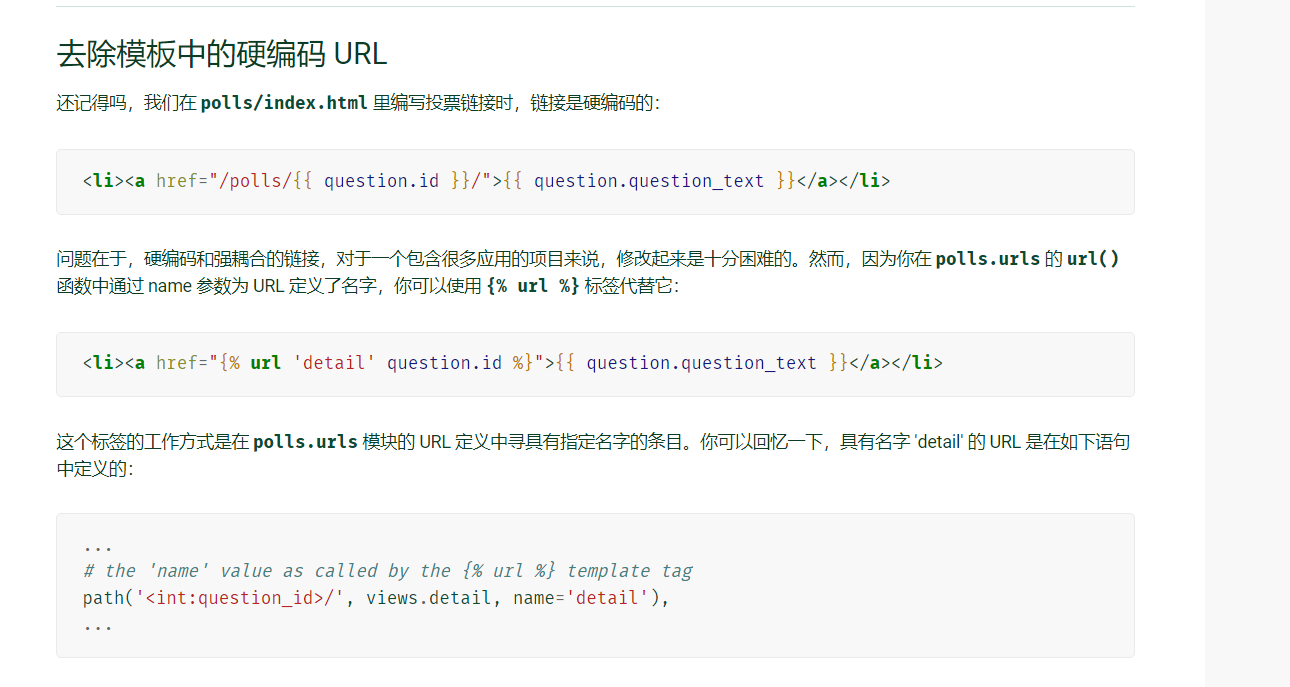 去除模板中的硬编码 URL
还记得吗，我们在 polls/index.html 里编写投票链接时，链接是硬编码的：
<li><a href="/polls/{{ question.id }}/">{{ question.question_text }}</a></li>
问题在于，硬编码和强耦合的链接，对于一个包含很多应用的项目来说，修改起来是十分困难的。然而，因为你在 polls.urls 的 url()
函数中通过 name 参数为 URL 定义了名字，你可以使用 {% url %} 标签代替它：
<li><a href="{% url 'detail' question.id %}">{{ question.question_text }}</a></li>
这个标签的工作方式是在 polls.urls 模块的 URL 定义中寻具有指定名字的条目。你可以回忆一下，具有名字 'detail' 的 URL 是在如下语句
中定义的：
...
# the 'name' value as called by the {% url %} template tag
path('<int:question_id>/', views.detail, name='detail'),
...